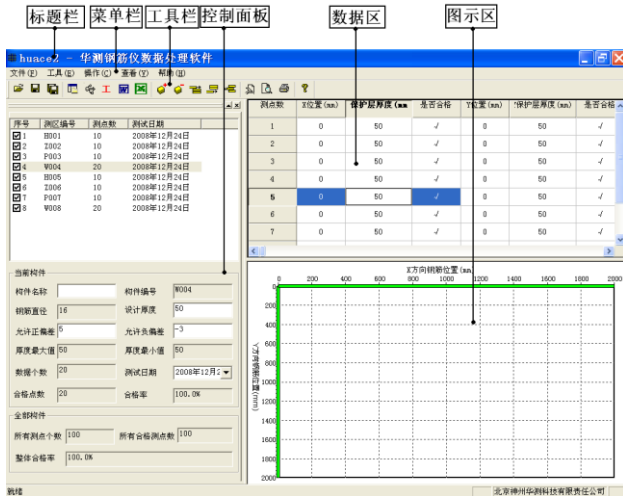 标题栏 菜单栏 工具栏 控制面板 数据区 图示区
huace2 - 华测钢筋仪数据处理软件
文件(F) 工具(E) 操作(C) 查看(V) 帮助(H)
序号 测区编号 测点数 测试日期
1 H001 10 2008年12月24日
2 Z002 10 2008年12月24日
3 P003 10 2008年12月24日
4 W004 20 2008年12月24日
5 H005 10 2008年12月24日
6 Z006 10 2008年12月24日
7 P007 10 2008年12月24日
8 W008 20 2008年12月24日
测点数 X位置(mm) 保护层厚度(mm 是否合格 Y位置(mm) 保护层厚度(mm) 是否合格
1 0 50 √ 0 50 √
2 0 50 √ 0 50 √
3 0 50 √ 0 50 √
4 0 50 √ 0 50 √
5 0 50 √ 0 50 √
6 0 50 √ 0 50 √
7 0 50 √ 0 50 √
当前构件
构件名称 构件编号 W004
钢筋直径 16 设计厚度 50
允许正偏差 5 允许负偏差 -3
厚度最大值 50 厚度最小值 50
数据个数 20 测试日期 2008年12月2
合格点数 20 合格率 100.0%
全部构件
所有测点个数 100 所有合格测点数 100
整体合格率 100.0%
X方向钢筋位置(mm)
0 200 400 600 800 1000 1200 1400 1600 1800 2000
Y方向钢筋位置(mm)
0
200
400
600
800
1000
1200
1400
1600
1800
2000
就绪 北京神州华测科技有限责任公司